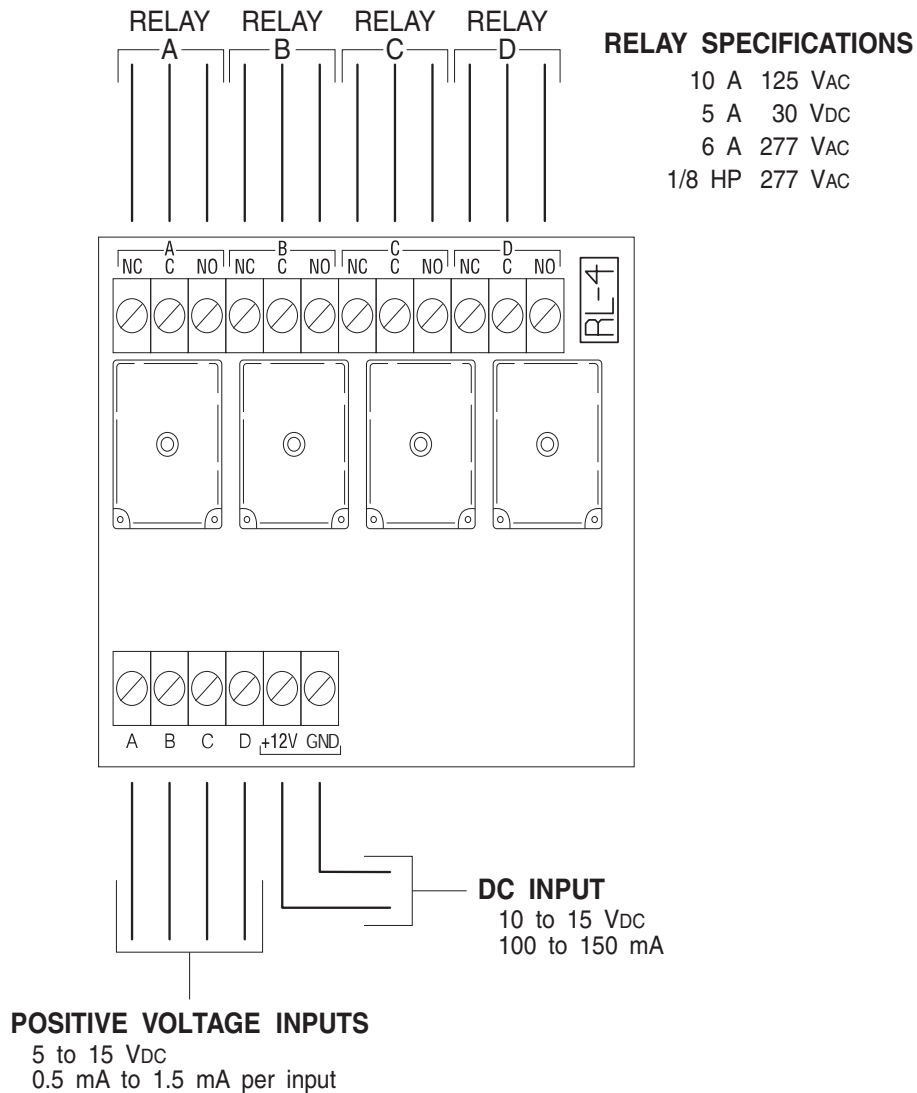 RELAY RELAY RELAY RELAY
A B C D
RELAY SPECIFICATIONS
10 A 125 VAC
5 A 30 VDC
6 A 277 VAC
1/8 HP 277 VAC
A B C D
NC C NO NC C NO NC C NO NC C NO
RL-4
A B C D +12V GND
DC INPUT
10 to 15 VDC
100 to 150 mA
POSITIVE VOLTAGE INPUTS
5 to 15 VDC
0.5 mA to 1.5 mA per input